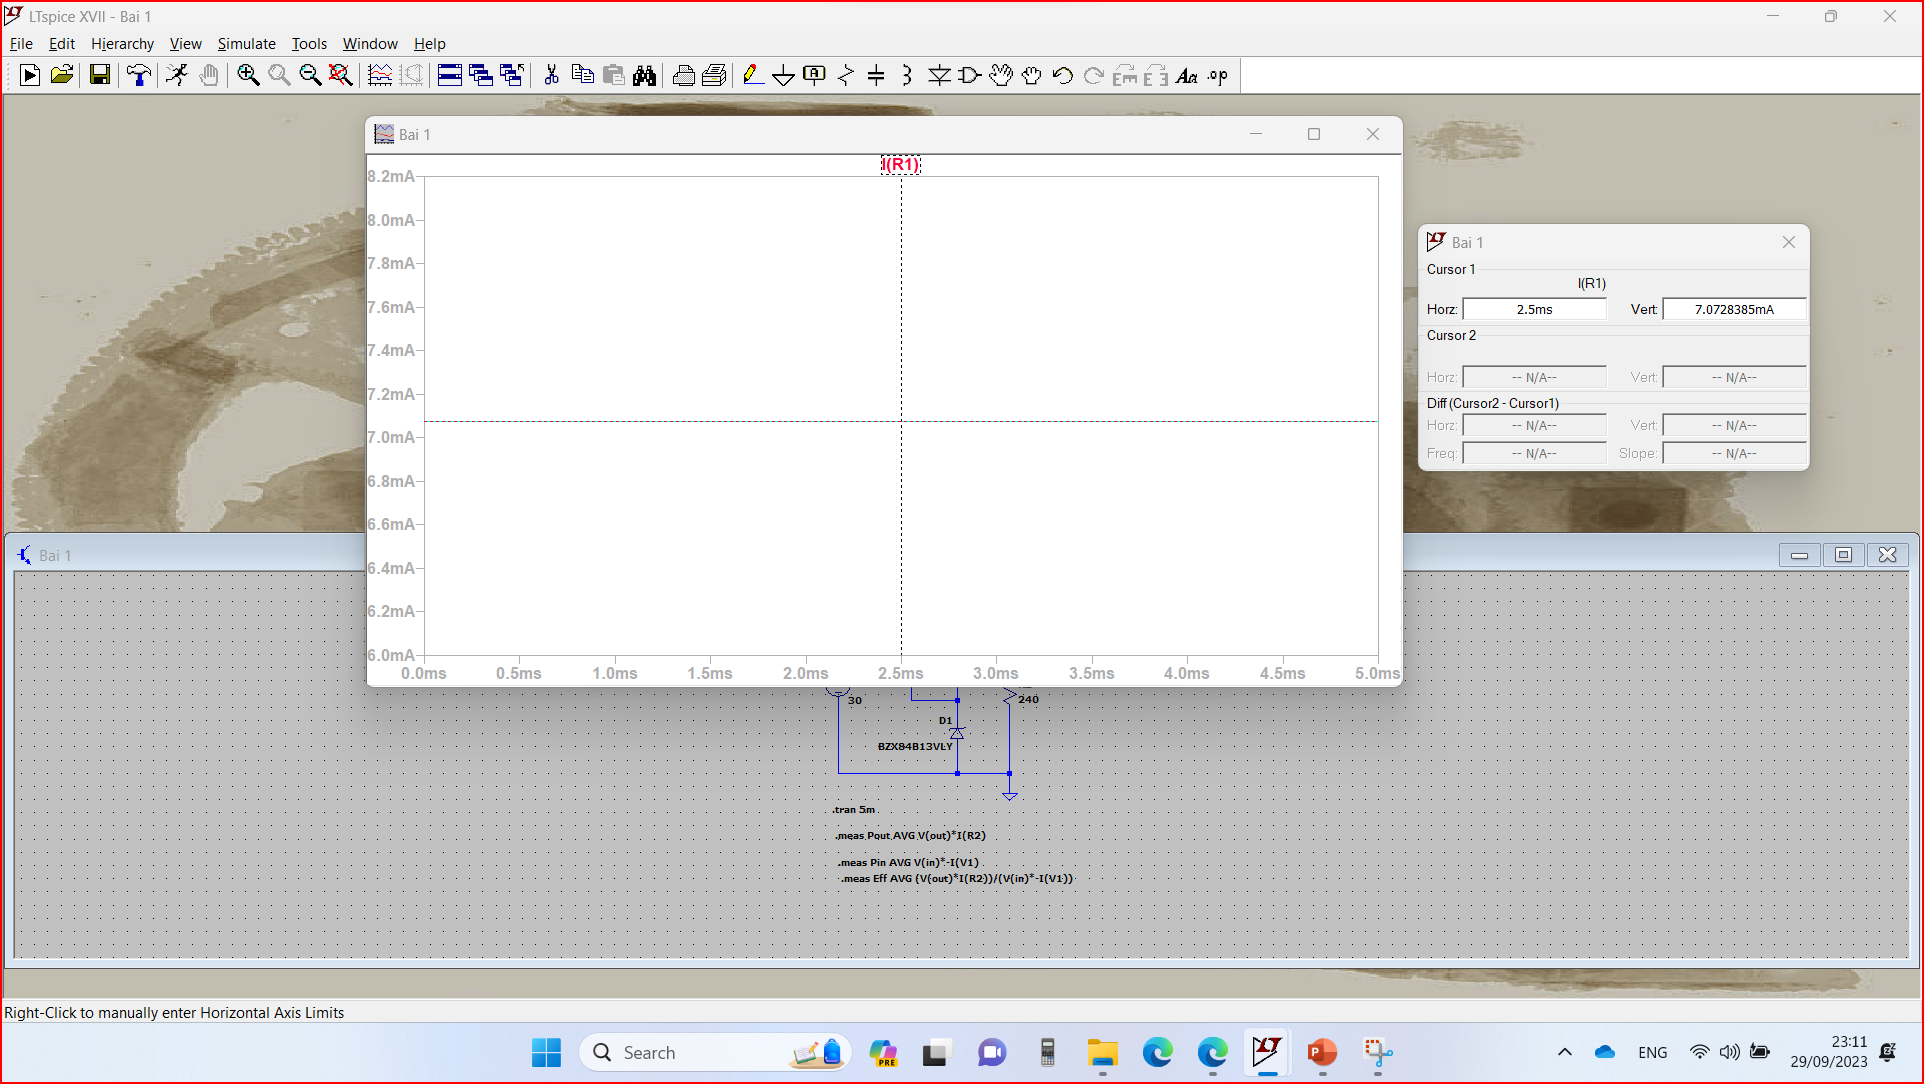 LTspice XVII - Bai 1
File Edit Hierarchy View Simulate Tools Window Help
Bai 1
I(R1)
8.2mA
8.0mA
7.8mA
7.6mA
7.4mA
7.2mA
7.0mA
6.8mA
6.6mA
6.4mA
6.2mA
6.0mA
0.0ms 0.5ms 1.0ms 1.5ms 2.0ms 2.5ms 3.0ms 3.5ms 4.0ms 4.5ms 5.0ms
Bai 1
Cursor 1
I(R1)
Horz: 2.5ms Vert: 7.0728385mA
Cursor 2
Horz: -- N/A-- Vert: -- N/A--
Diff (Cursor2 - Cursor1)
Horz: -- N/A-- Vert: -- N/A--
Freq: -- N/A-- Slope: -- N/A--
Bai 1
30
240
D1
BZX84B13VLY
.tran 5m
.meas Pout AVG V(out)*I(R2)
.meas Pin AVG V(in)*-I(V1)
.meas Eff AVG (V(out)*I(R2))/(V(in)*-I(V1))
Right-Click to manually enter Horizontal Axis Limits
Search
PRE
ENG
23:11
29/09/2023